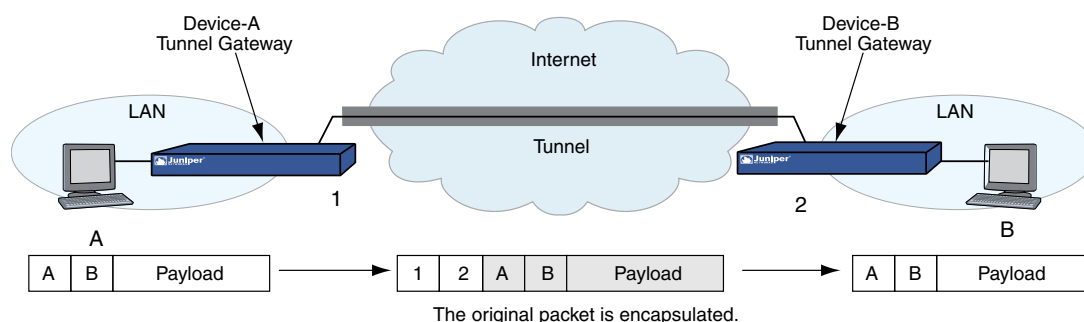 Device-A
Tunnel Gateway
Device-B
Tunnel Gateway
Internet
LAN
LAN
Tunnel
Juniper
Juniper
1
2
A
B
A B Payload
1 2 A B Payload
A B Payload
The original packet is encapsulated.